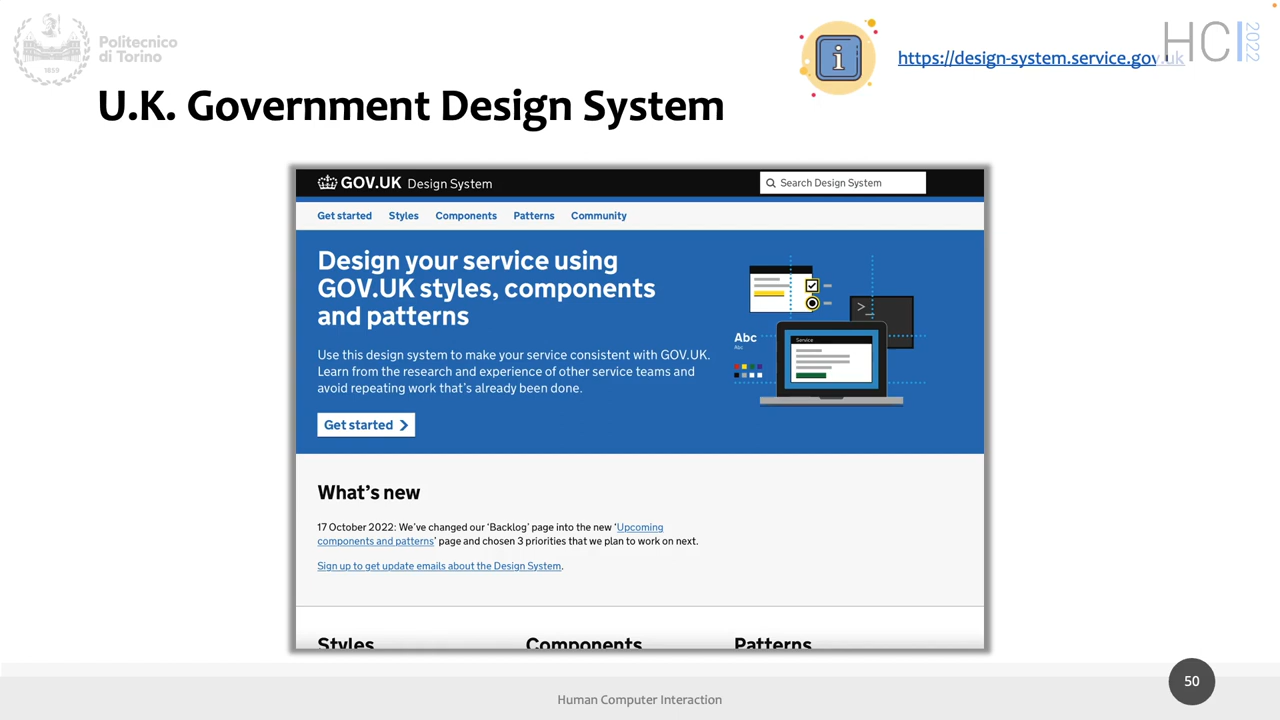 Politecnico
di Torino
1859
https://design-system.service.gov.uk
HCI
2022
U.K. Government Design System
GOV.UK Design System
Search Design System
Get started
Styles
Components
Patterns
Community
Design your service using
GOV.UK styles, components
and patterns
Use this design system to make your service consistent with GOV.UK.
Learn from the research and experience of other service teams and
avoid repeating work that's already been done.
Get started
Abc
Abc
Service
>_
What's new
17 October 2022: We've changed our 'Backlog' page into the new 'Upcoming
components and patterns' page and chosen 3 priorities that we plan to work on next.
Sign up to get update emails about the Design System.
Styles
Components
Patterns
Human Computer Interaction
50